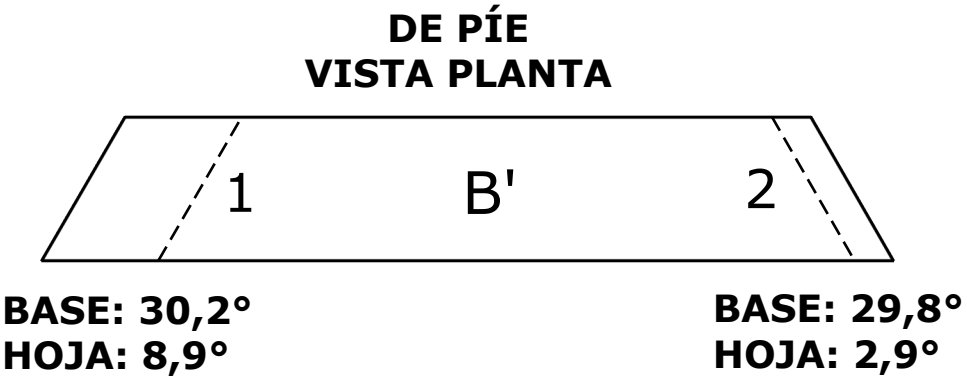 DE PÍE
VISTA PLANTA
1
B'
2
BASE: 30,2°
HOJA: 8,9°
BASE: 29,8°
HOJA: 2,9°